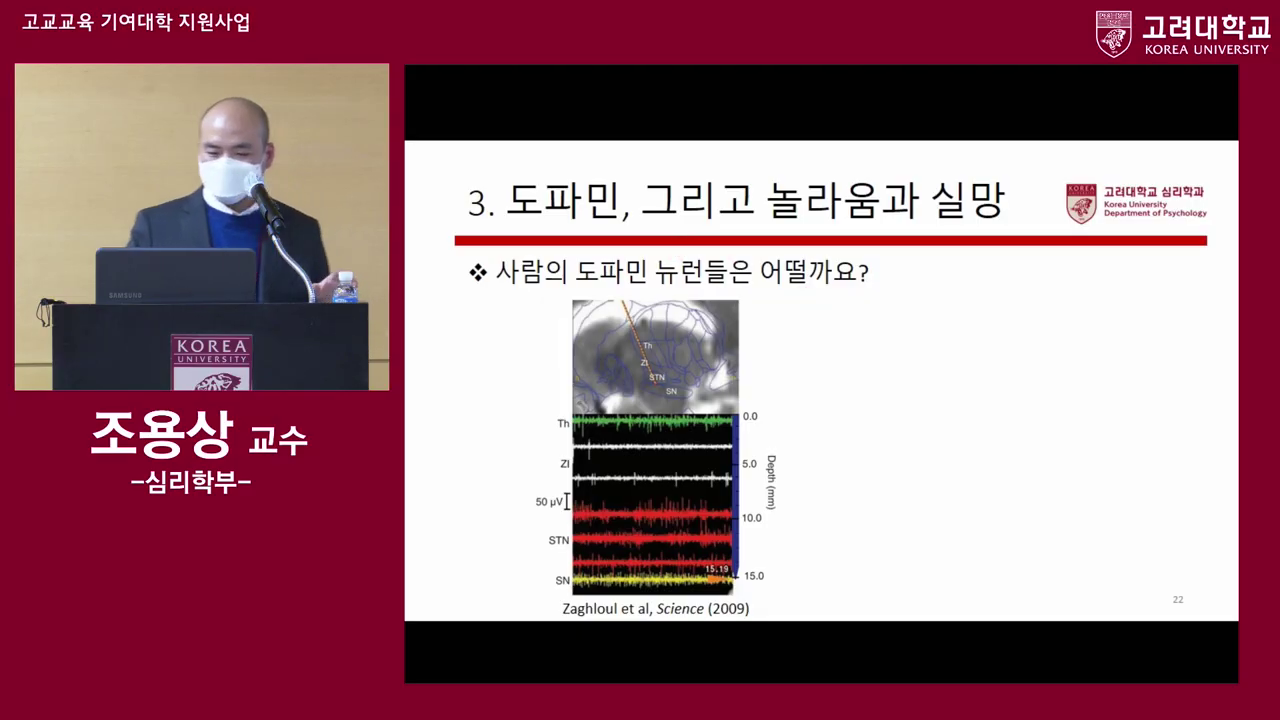 고교교육 기여대학 지원사업
고려대학교
KOREA UNIVERSITY
SAMSUNG
KOREA
UNIVERSITY
조용상 교수
-심리학부-
3. 도파민, 그리고 놀라움과 실망
KOREA
고려대학교 심리학과
Korea University
Department of Psychology
❖ 사람의 도파민 뉴런들은 어떨까요?
Th
ZI
STN
SN
Th
ZI
50 µV
STN
SN
0.0
5.0
10.0
15.0
Depth (mm)
15.19
Zaghloul et al, Science (2009)
22